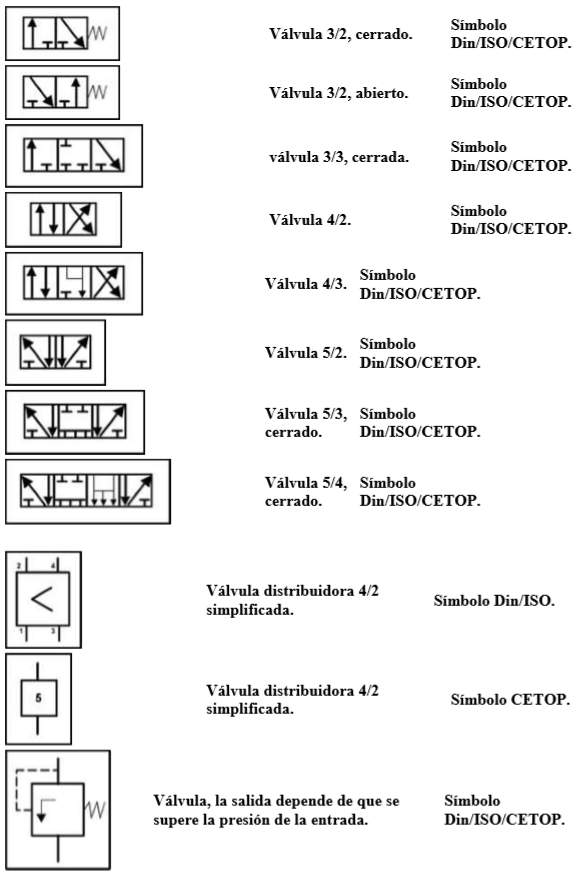 Válvula 3/2, cerrado. Símbolo
Din/ISO/CETOP.
Válvula 3/2, abierto. Símbolo
Din/ISO/CETOP.
válvula 3/3, cerrada. Símbolo
Din/ISO/CETOP.
Válvula 4/2. Símbolo
Din/ISO/CETOP.
Válvula 4/3. Símbolo
Din/ISO/CETOP.
Válvula 5/2. Símbolo
Din/ISO/CETOP.
Válvula 5/3, Símbolo
cerrado. Din/ISO/CETOP.
Válvula 5/4, Símbolo
cerrado. Din/ISO/CETOP.
2 4
<
1 3
Válvula distribuidora 4/2
simplificada.
Símbolo Din/ISO.
5
Válvula distribuidora 4/2
simplificada.
Símbolo CETOP.
Válvula, la salida depende de que se
supere la presión de la entrada.
Símbolo
Din/ISO/CETOP.